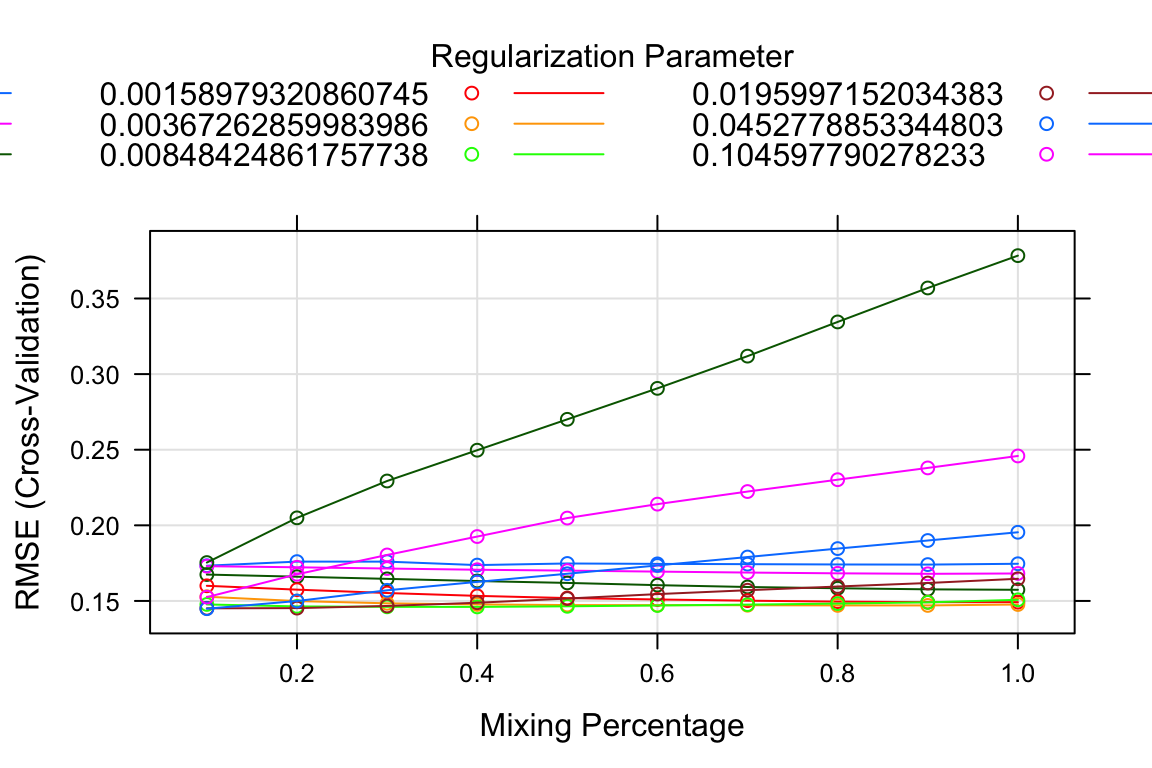 Regularization Parameter
0.00158979320860745 0.0195997152034383
0.00367262859983986 0.0452778853344803
0.00848424861757738 0.104597790278233
RMSE (Cross-Validation)
0.35
0.30
0.25
0.20
0.15
0.2 0.4 0.6 0.8 1.0
Mixing Percentage